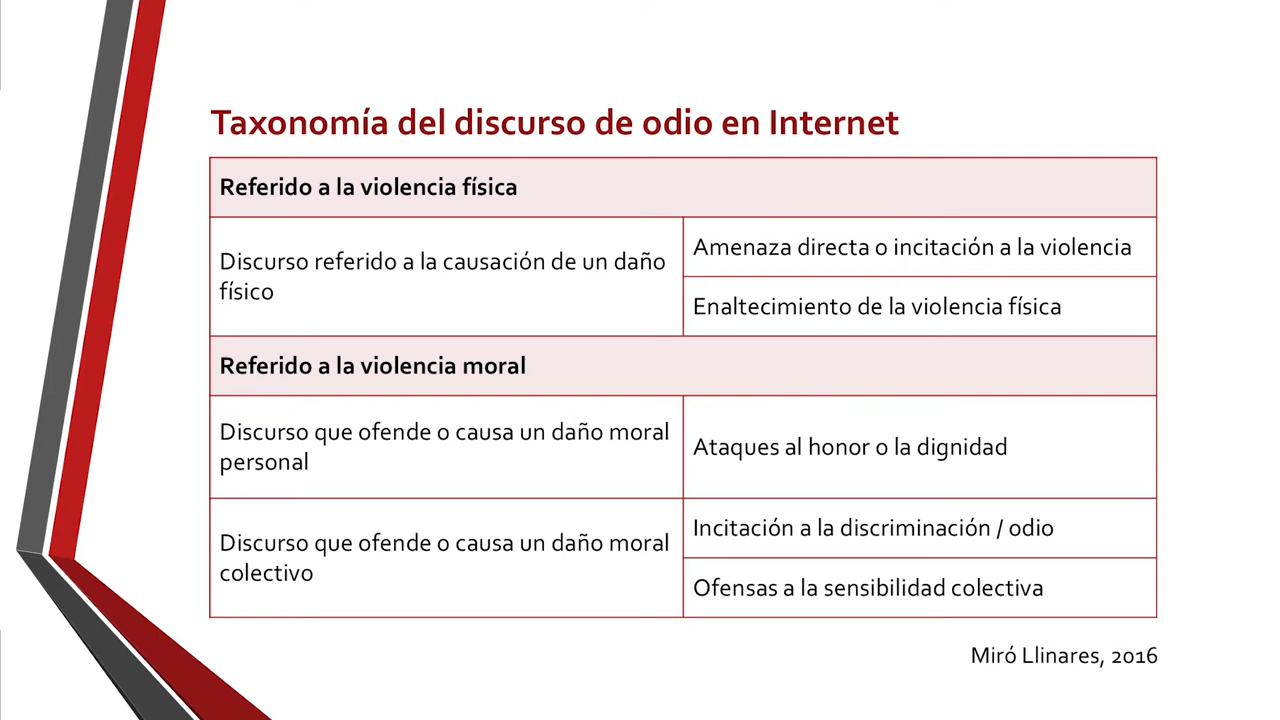 Taxonomía del discurso de odio en Internet
Referido a la violencia física
Discurso referido a la causación de un daño
físico
Amenaza directa o incitación a la violencia
Enaltecimiento de la violencia física
Referido a la violencia moral
Discurso que ofende o causa un daño moral
personal
Ataques al honor o la dignidad
Discurso que ofende o causa un daño moral
colectivo
Incitación a la discriminación / odio
Ofensas a la sensibilidad colectiva
Miró Llinares, 2016